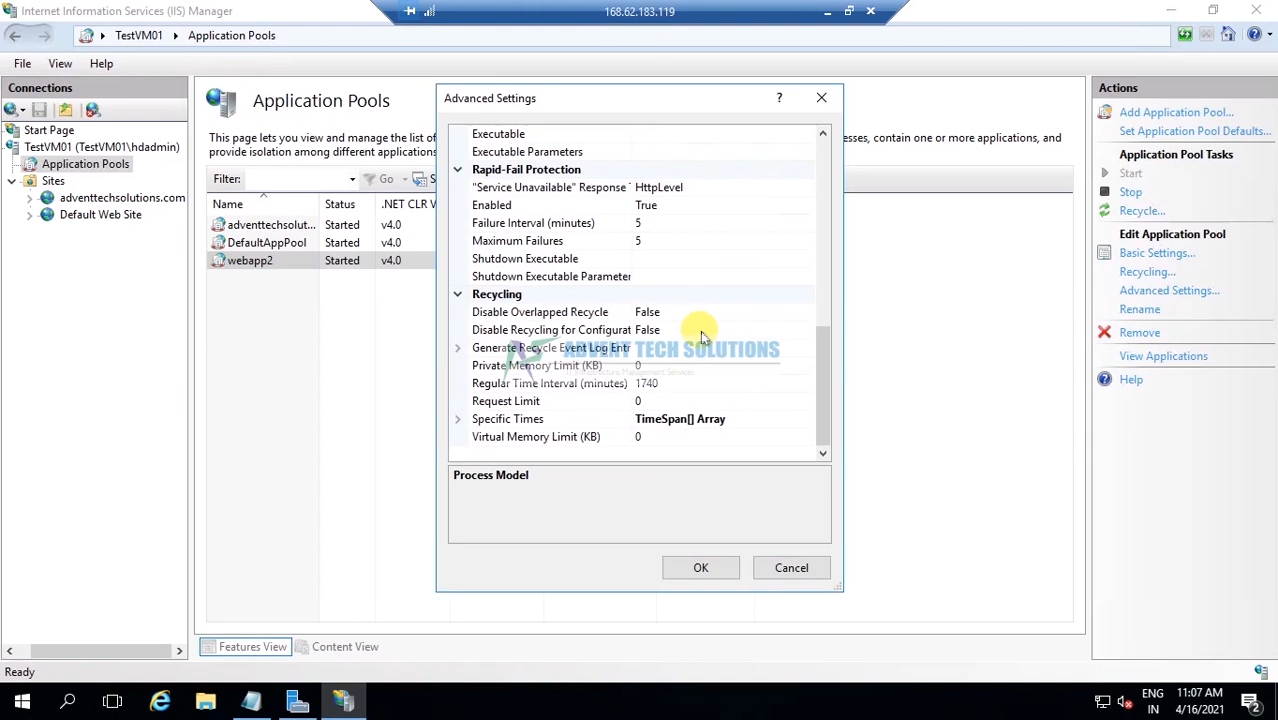 Internet Information Services (IIS) Manager
168.62.183.119
TestVM01
Application Pools
File View Help
Connections
Start Page
TestVM01 (TestVM01\hdadmin)
Application Pools
Sites
adventtechsolutions.com
Default Web Site
Application Pools
This page lets you view and manage the list of
esses, contain one or more applications, and
provide isolation among different applications
Filter:
Go
S
Name
Status
.NET CLR V
adventtechsolut...
Started
v4.0
DefaultAppPool
Started
v4.0
webapp2
Started
v4.0
Advanced Settings
?
Executable
Executable Parameters
Rapid-Fail Protection
"Service Unavailable" Response
HttpLevel
Enabled
True
Failure Interval (minutes)
5
Maximum Failures
5
Shutdown Executable
Shutdown Executable Parameter
Recycling
Disable Overlapped Recycle
False
Disable Recycling for Configurat
False
Generate Recycle Event Log Entr
ADVENT TECH SOLUTIONS
Private Memory Limit (KB)
0
IT Infrastructure Management Services
Regular Time Interval (minutes)
1740
Request Limit
0
Specific Times
TimeSpan[] Array
Virtual Memory Limit (KB)
0
Process Model
OK
Cancel
Actions
Add Application Pool...
Set Application Pool Defaults...
Application Pool Tasks
Start
Stop
Recycle...
Edit Application Pool
Basic Settings...
Recycling...
Advanced Settings...
Rename
Remove
View Applications
Help
Features View
Content View
Ready
ENG
IN
11:07 AM
4/16/2021
2